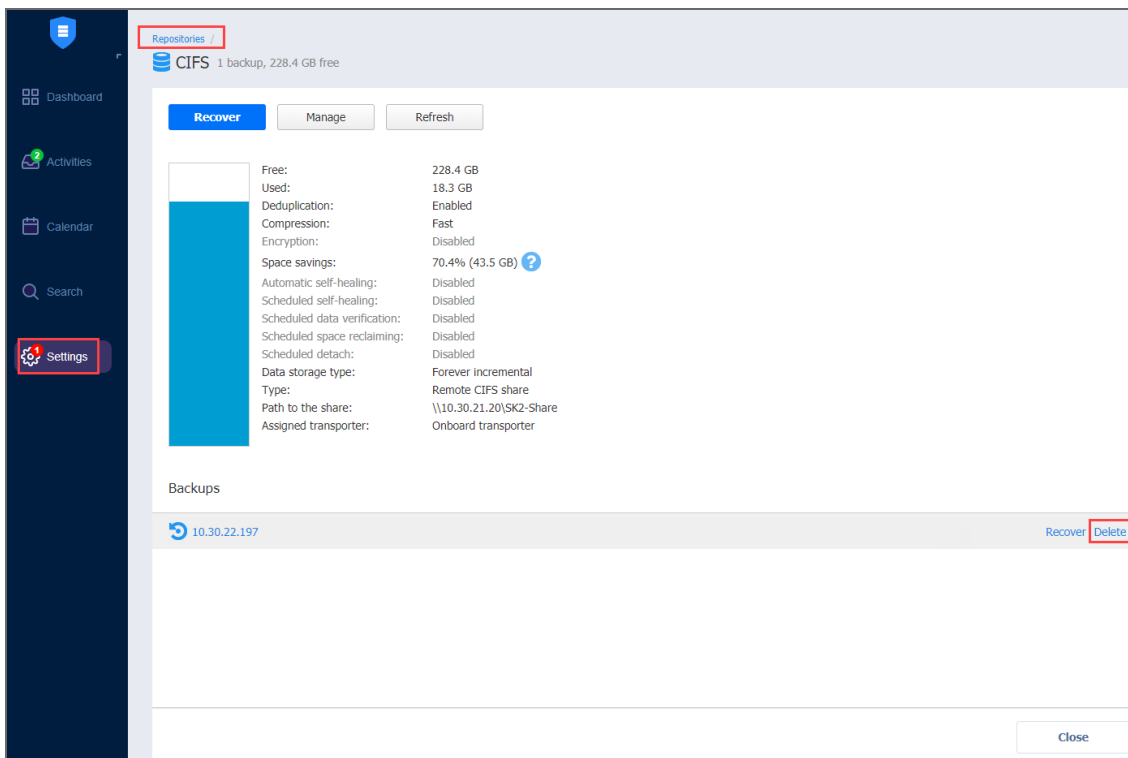 Repositories /
CIFS 1 backup, 228.4 GB free
Dashboard
2
Activities
Calendar
Search
1
Settings
Recover Manage Refresh
Free: 228.4 GB
Used: 18.3 GB
Deduplication: Enabled
Compression: Fast
Encryption: Disabled
Space savings: 70.4% (43.5 GB) ?
Automatic self-healing: Disabled
Scheduled self-healing: Disabled
Scheduled data verification: Disabled
Scheduled space reclaiming: Disabled
Scheduled detach: Disabled
Data storage type: Forever incremental
Type: Remote CIFS share
Path to the share: \\10.30.21.20\SK2-Share
Assigned transporter: Onboard transporter
Backups
10.30.22.197 Recover Delete
Close